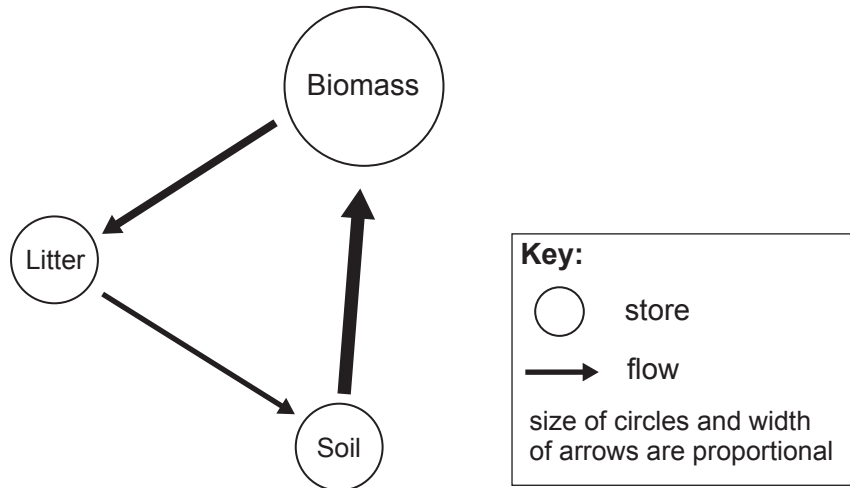 Biomass
Litter
Soil
Key:
store
flow
size of circles and width
of arrows are proportional